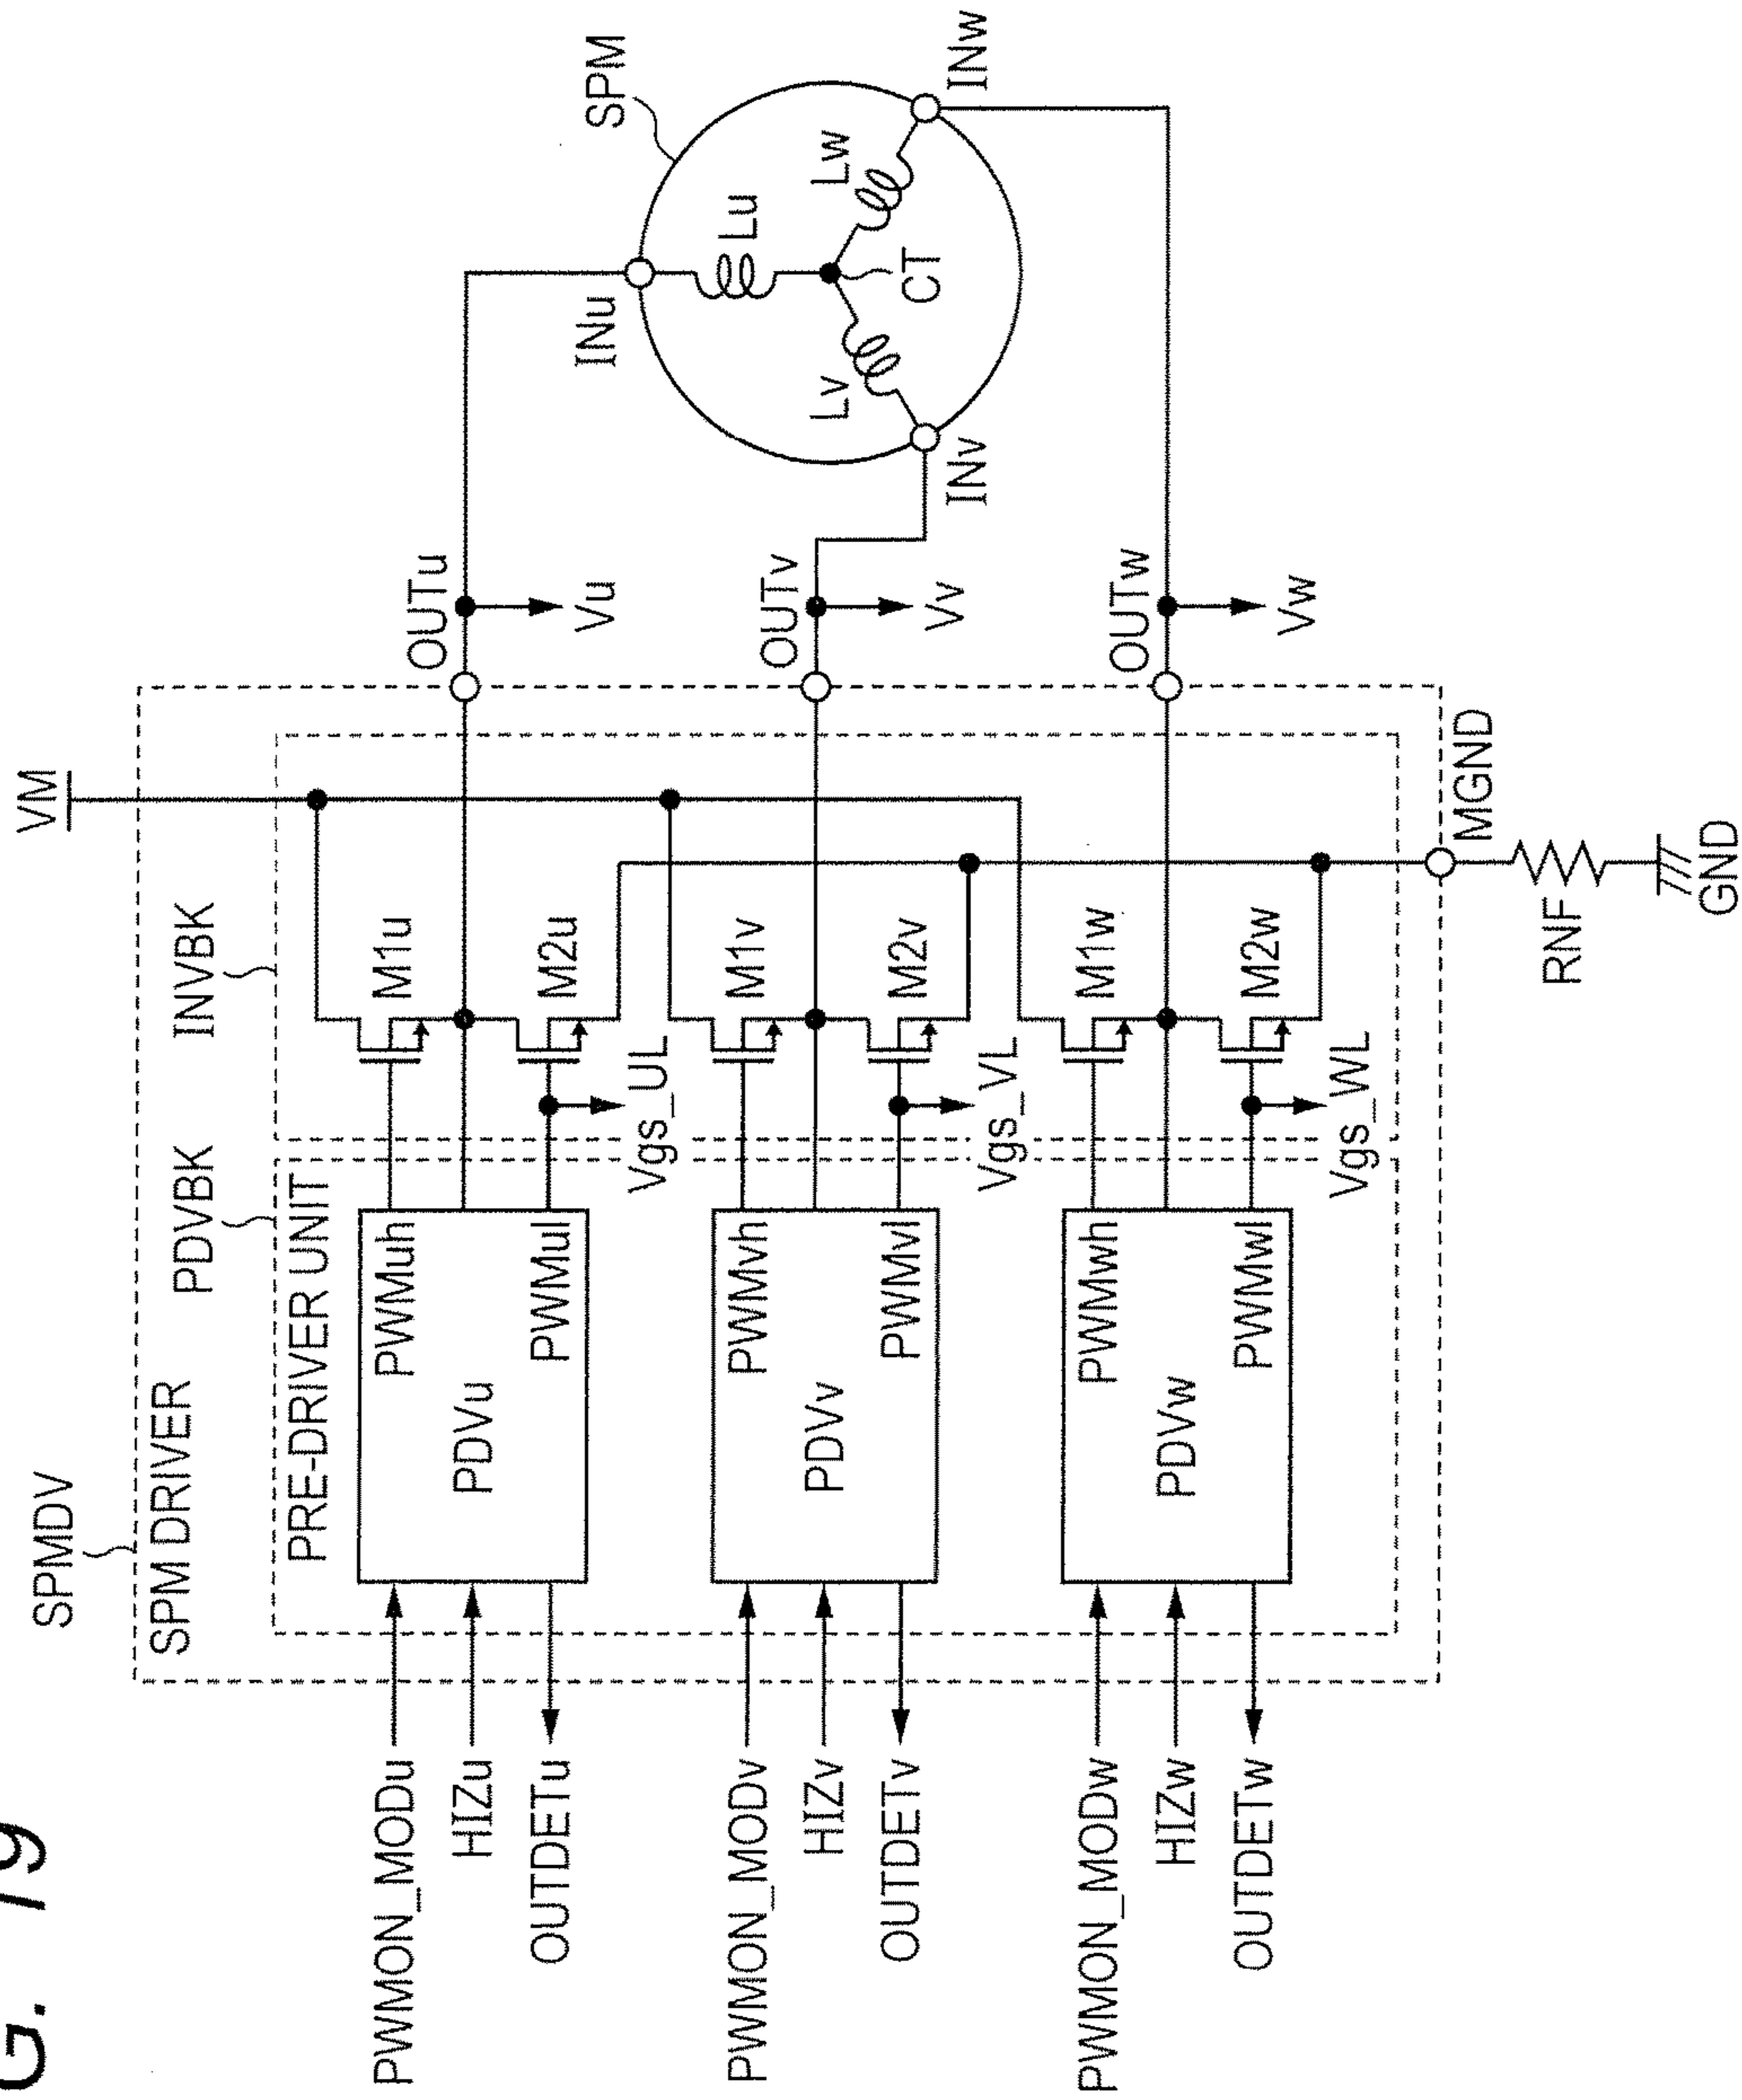 G. 19
SPMDV
SPM DRIVER
PDVBK
INVBK
VM
PRE-DRIVER UNIT
PWMON_MODu
HIZu
OUTDETu
PDVu
PWMuh
PWMul
M1u
M2u
Vgs_UL
OUTu
Vu
PWMON_MODv
HIZv
OUTDETv
PDVv
PWMvh
PWMvl
M1v
M2v
Vgs_VL
OUTv
Vv
PWMON_MODw
HIZw
OUTDETw
PDVw
PWMwh
PWMwl
M1w
M2w
Vgs_WL
OUTw
Vw
SPM
INu
Lu
Lv
Lw
CT
INv
INw
MGND
RNF
GND